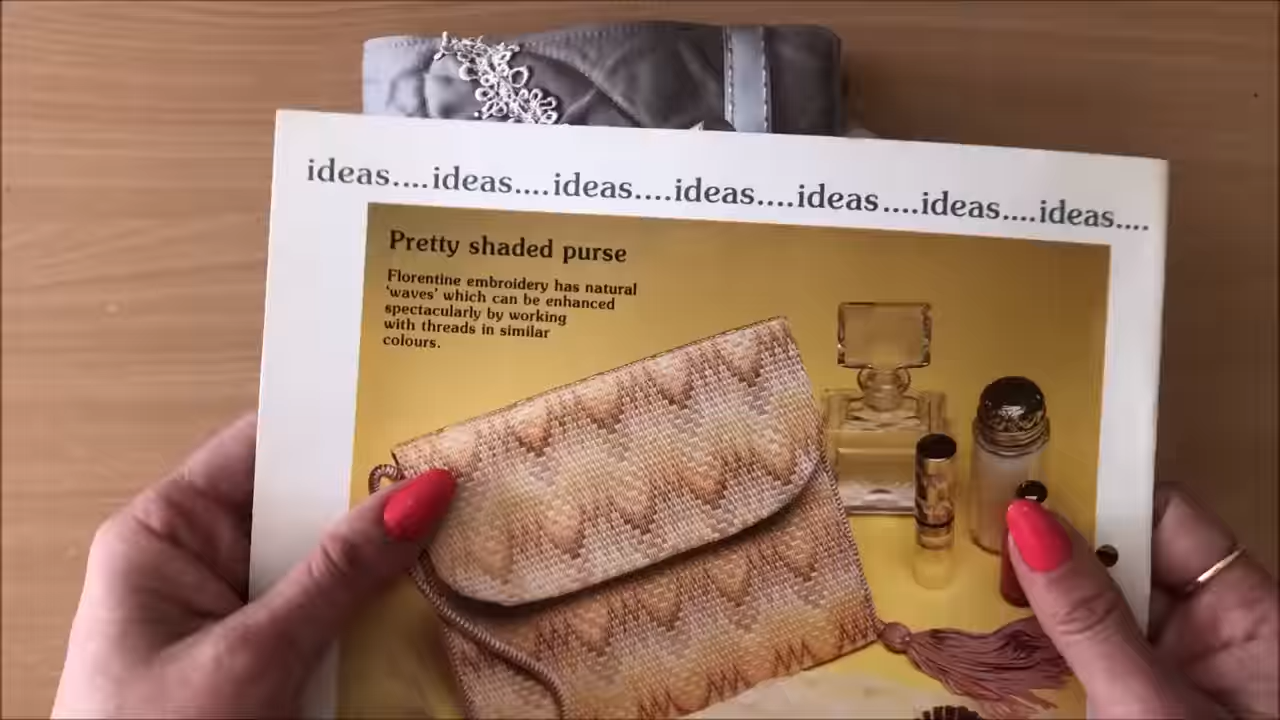 ideas....ideas....ideas....ideas....ideas....ideas....ideas....
Pretty shaded purse
Florentine embroidery has natural
‘waves’ which can be enhanced
spectacularly by working
with threads in similar
colours.